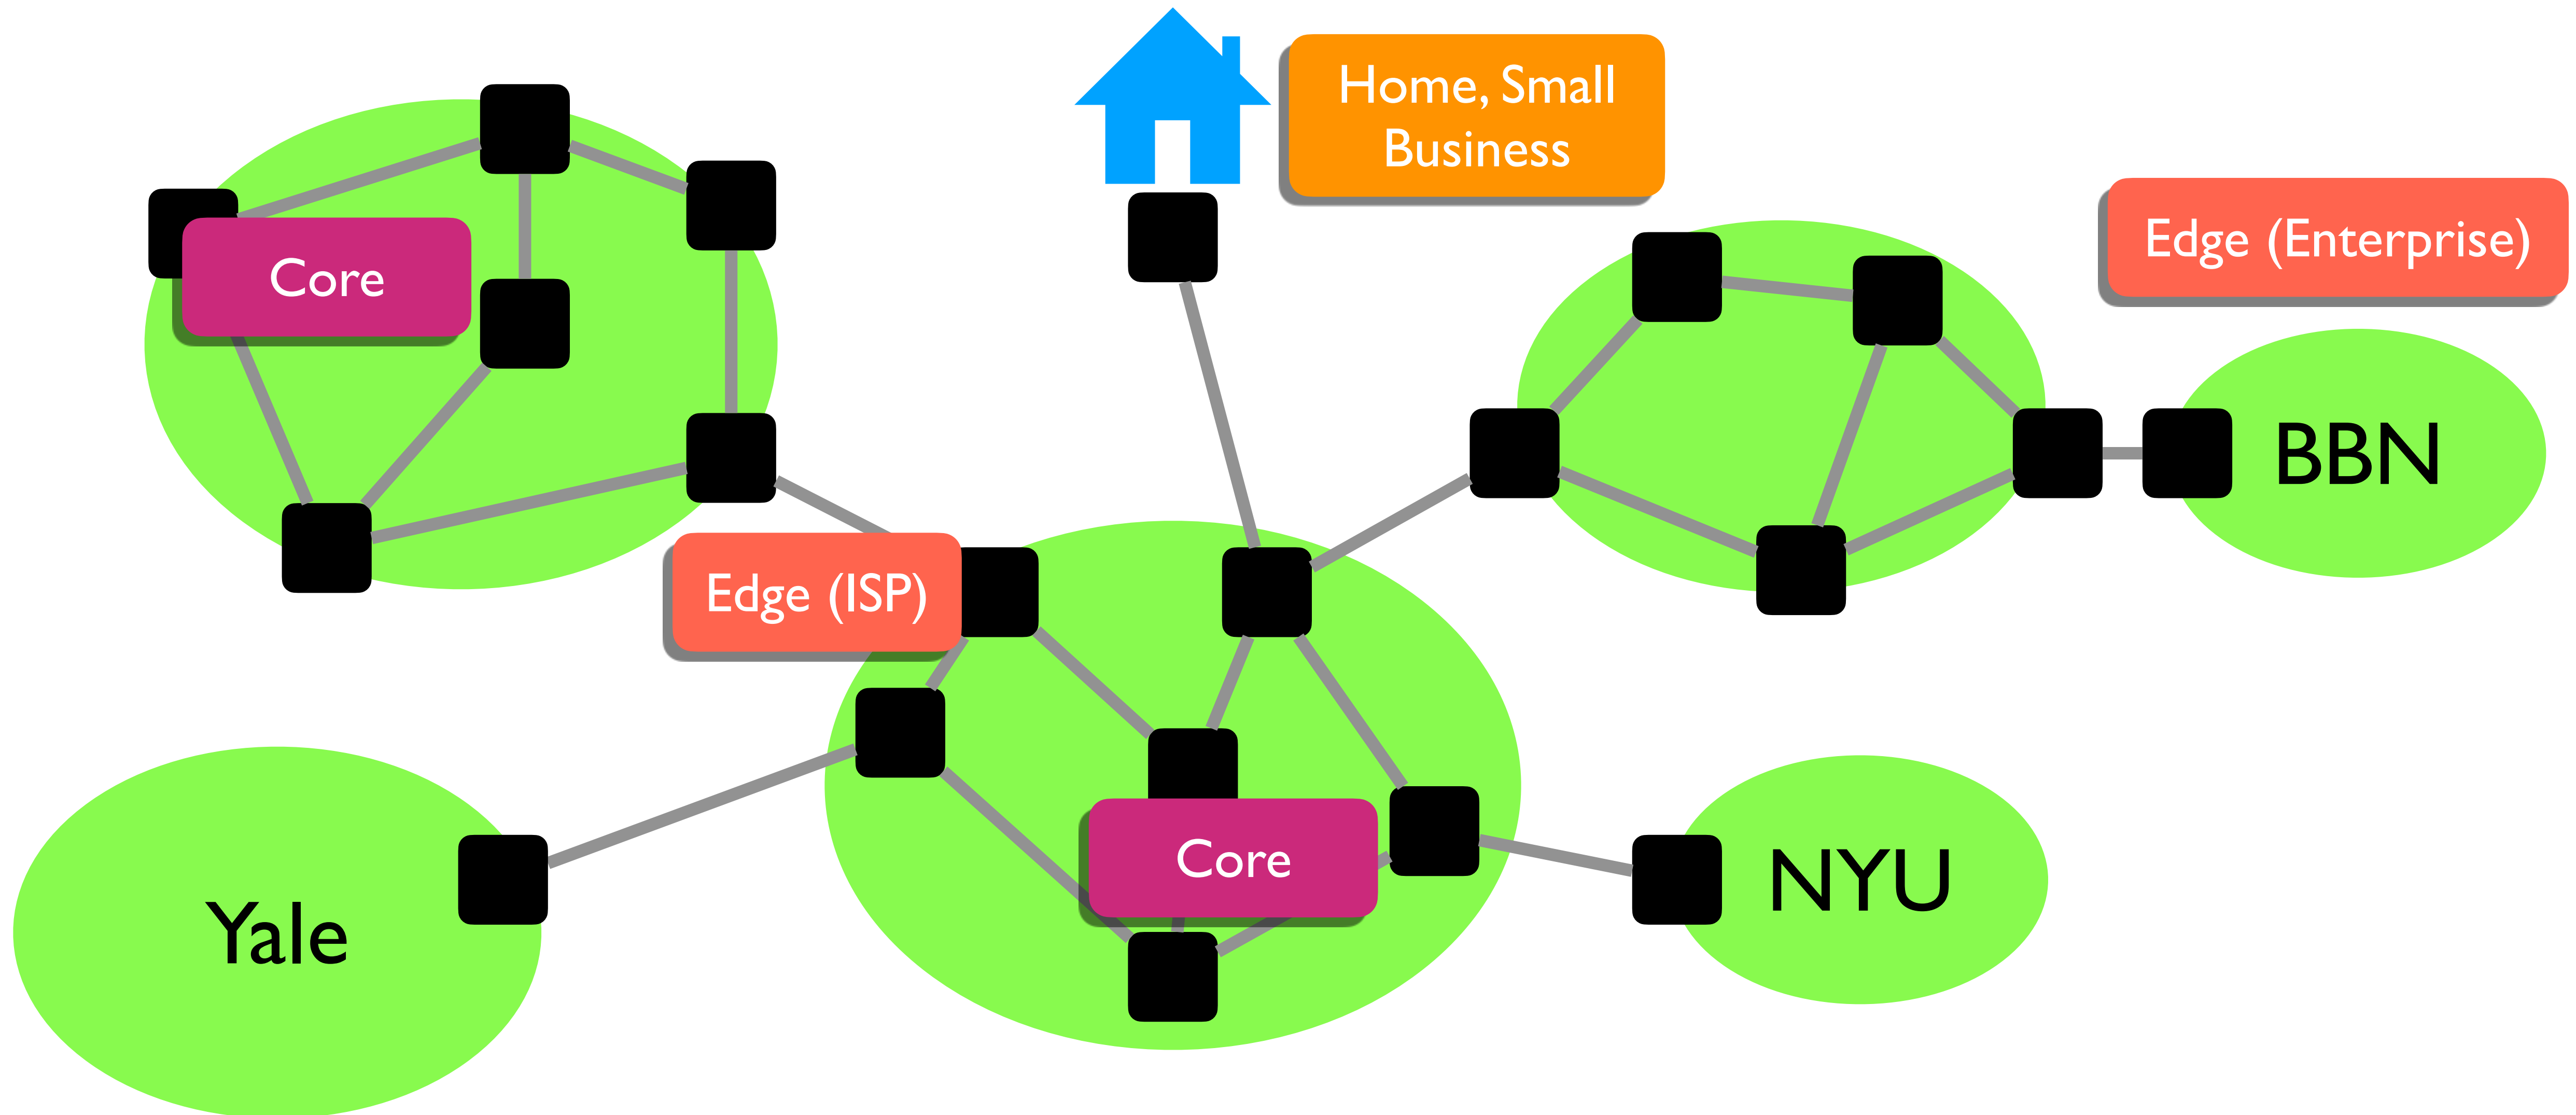 Home, Small
Business
Core
Edge (Enterprise)
BBN
Edge (ISP)
Core
Yale
NYU